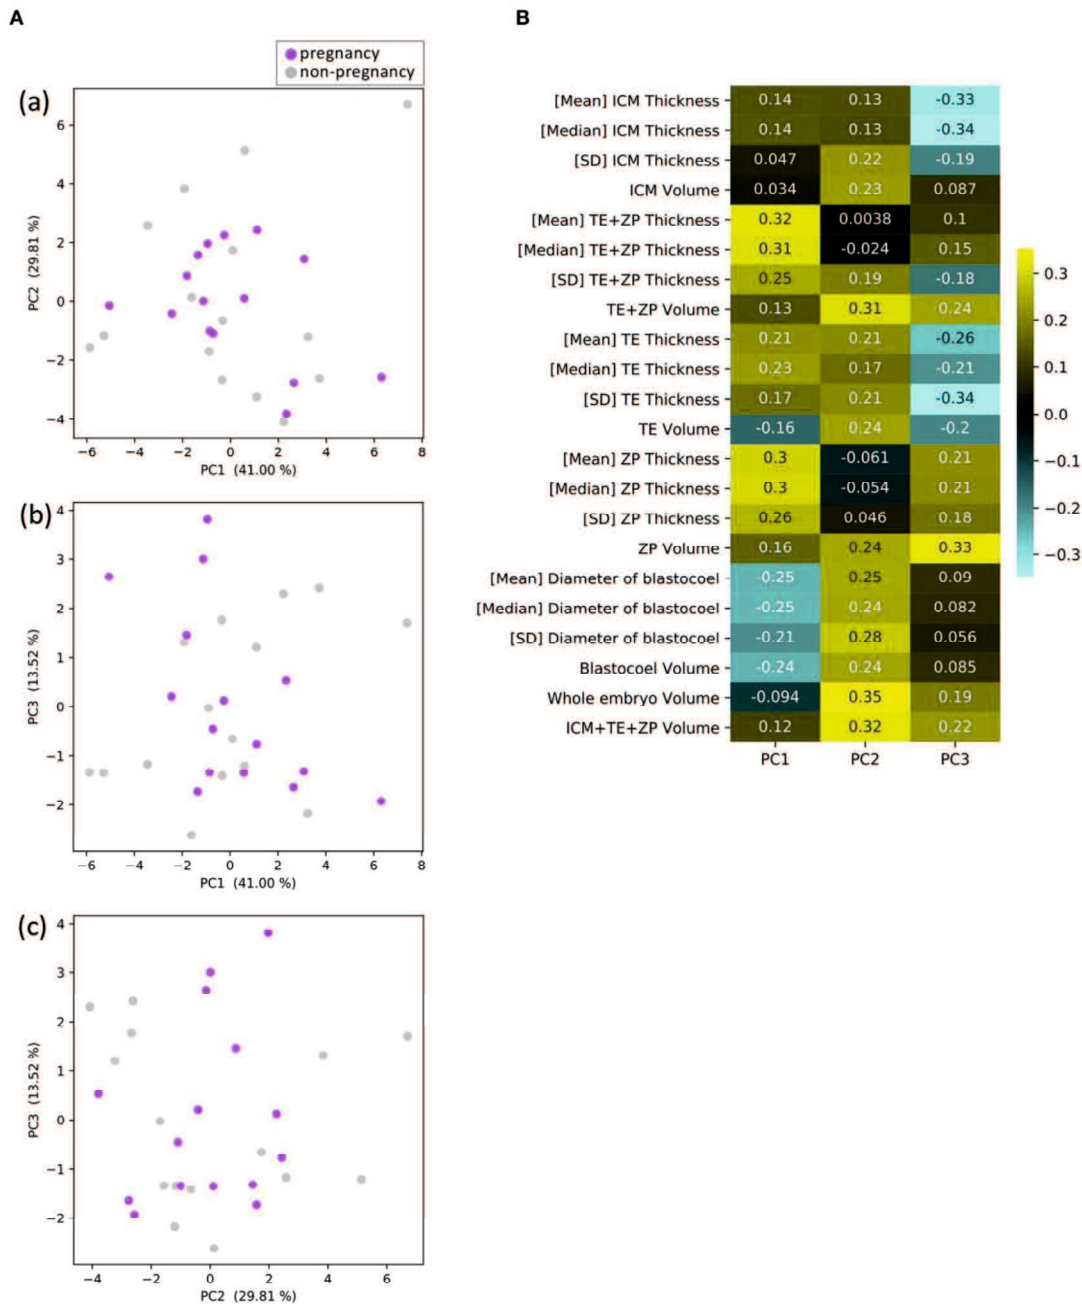 A
B
pregnancy
non-pregnancy
(a)
6
4
2
0
−2
−4
PC2 (29.81 %)
−6 −4 −2 0 2 4 6 8
PC1 (41.00 %)
(b)
4
3
2
1
0
−1
−2
PC3 (13.52 %)
−6 −4 −2 0 2 4 6 8
PC1 (41.00 %)
(c)
4
3
2
1
0
−1
−2
PC3 (13.52 %)
−4 −2 0 2 4 6
PC2 (29.81 %)
[Mean] ICM Thickness 0.14 0.13 -0.33
[Median] ICM Thickness 0.14 0.13 -0.34
[SD] ICM Thickness 0.047 0.22 -0.19
ICM Volume 0.034 0.23 0.087
[Mean] TE+ZP Thickness 0.32 0.0038 0.1
[Median] TE+ZP Thickness 0.31 -0.024 0.15
[SD] TE+ZP Thickness 0.25 0.19 -0.18
TE+ZP Volume 0.13 0.31 0.24
[Mean] TE Thickness 0.21 0.21 -0.26
[Median] TE Thickness 0.23 0.17 -0.21
[SD] TE Thickness 0.17 0.21 -0.34
TE Volume -0.16 0.24 -0.2
[Mean] ZP Thickness 0.3 -0.061 0.21
[Median] ZP Thickness 0.3 -0.054 0.21
[SD] ZP Thickness 0.26 0.046 0.18
ZP Volume 0.16 0.24 0.33
[Mean] Diameter of blastocoel -0.25 0.25 0.09
[Median] Diameter of blastocoel -0.25 0.24 0.082
[SD] Diameter of blastocoel -0.21 0.28 0.056
Blastocoel Volume -0.24 0.24 0.085
Whole embryo Volume -0.094 0.35 0.19
ICM+TE+ZP Volume 0.12 0.32 0.22
PC1 PC2 PC3
0.3
0.2
0.1
0.0
−0.1
−0.2
−0.3